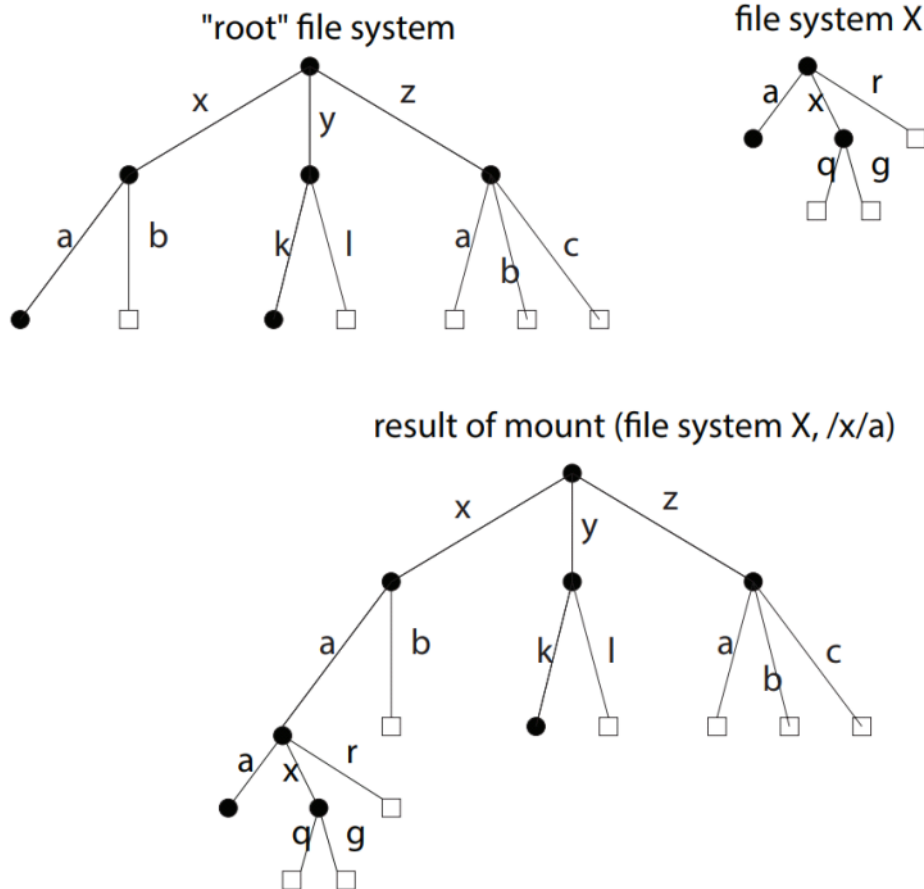 "root" file system
file system X
x
y
z
a
x
r
a
b
k
l
a
b
c
q
g
result of mount (file system X, /x/a)
x
y
z
a
b
k
l
a
b
c
a
x
r
q
g